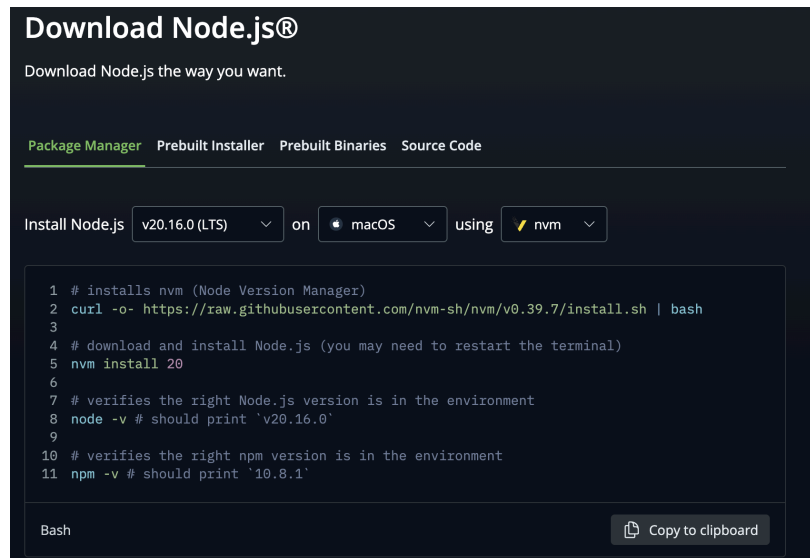 Download Node.js®
Download Node.js the way you want.
Package Manager Prebuilt Installer Prebuilt Binaries Source Code
Install Node.js v20.16.0 (LTS) on macOS using nvm
1 # installs nvm (Node Version Manager)
2 curl -o- https://raw.githubusercontent.com/nvm-sh/nvm/v0.39.7/install.sh | bash
3
4 # download and install Node.js (you may need to restart the terminal)
5 nvm install 20
6
7 # verifies the right Node.js version is in the environment
8 node -v # should print `v20.16.0`
9
10 # verifies the right npm version is in the environment
11 npm -v # should print `10.8.1`
Bash Copy to clipboard